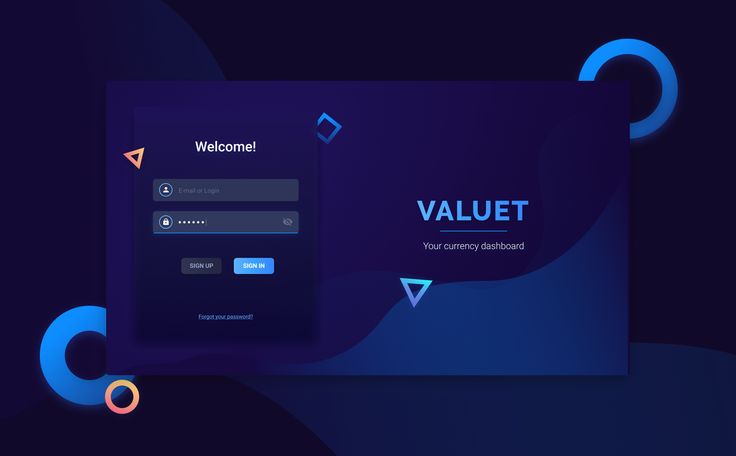 Welcome!
E-mail or Login
••••••
SIGN UP
SIGN IN
Forgot your password?
VALUET
Your currency dashboard